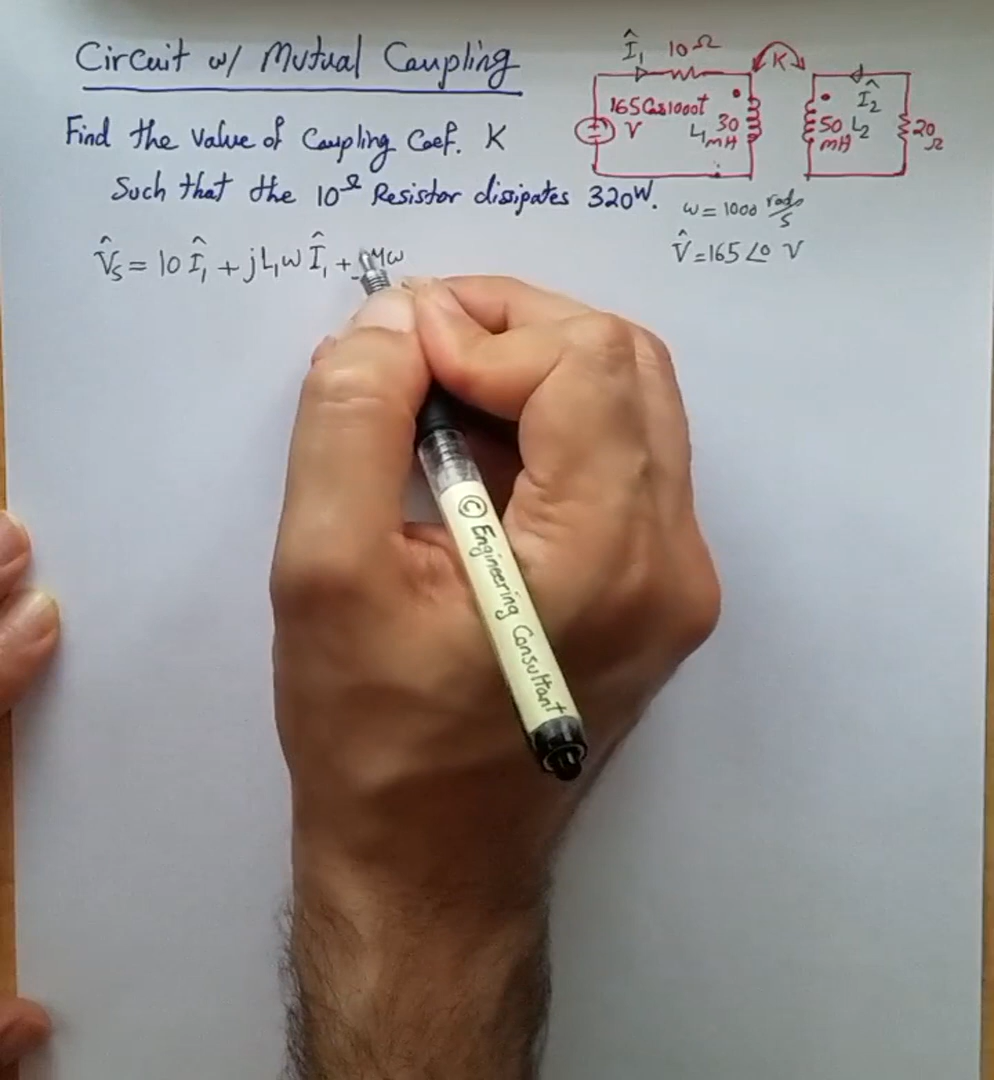 Circuit w/ Mutual Coupling
Find the Value of Coupling Coef. K
Such that the 10Ω Resistor dissipates 320W.
V̂s = 10 Î1 + jL1ω Î1 + Mω
Î1 10Ω K
165Cos1000t
V
L1 30
mH
50 L2
mH
Î2
20
Ω
ω = 1000 rad/s
V̂ = 165∠0 V
© Engineering Consultant